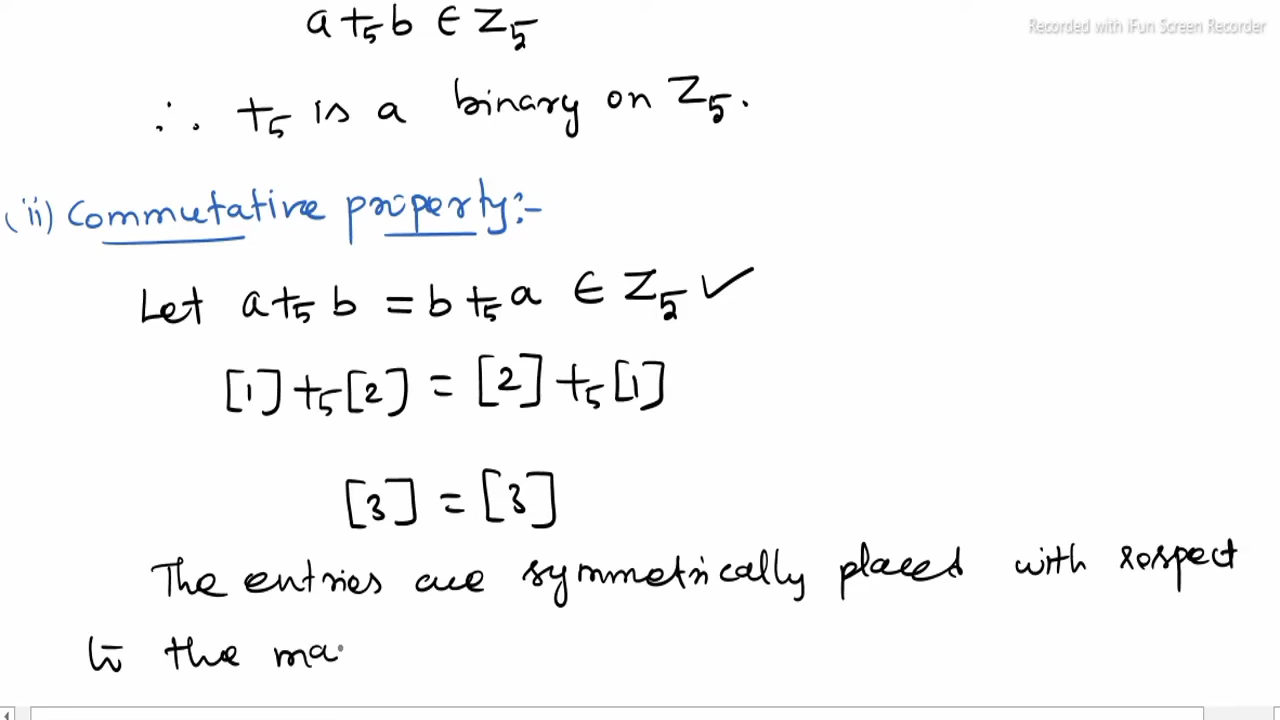 a +₅ b ∈ Z₅
Recorded with iFun Screen Recorder
∴ +₅ is a binary on Z₅.
(ii) Commutative property:-
Let a +₅ b = b +₅ a ∈ Z₅ ✓
[1] +₅ [2] = [2] +₅ [1]
[3] = [3]
The entries are symmetrically placed with respect
to the ma